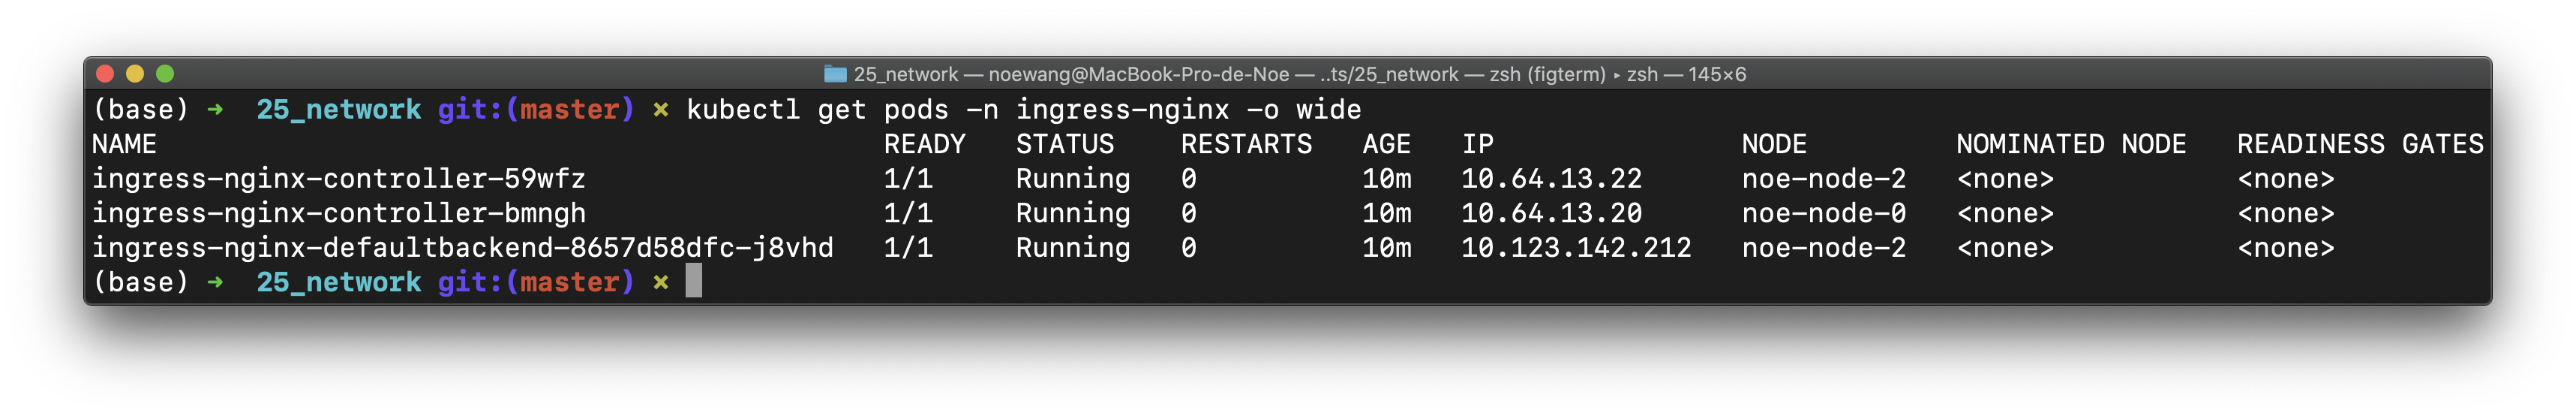 25_network — noewang@MacBook-Pro-de-Noe — ..ts/25_network — zsh (figterm) ▸ zsh — 145×6
(base) → 25_network git:(master) × kubectl get pods -n ingress-nginx -o wide
NAME READY STATUS RESTARTS AGE IP NODE NOMINATED NODE READINESS GATES
ingress-nginx-controller-59wfz 1/1 Running 0 10m 10.64.13.22 noe-node-2 <none> <none>
ingress-nginx-controller-bmngh 1/1 Running 0 10m 10.64.13.20 noe-node-0 <none> <none>
ingress-nginx-defaultbackend-8657d58dfc-j8vhd 1/1 Running 0 10m 10.123.142.212 noe-node-2 <none> <none>
(base) → 25_network git:(master) ×